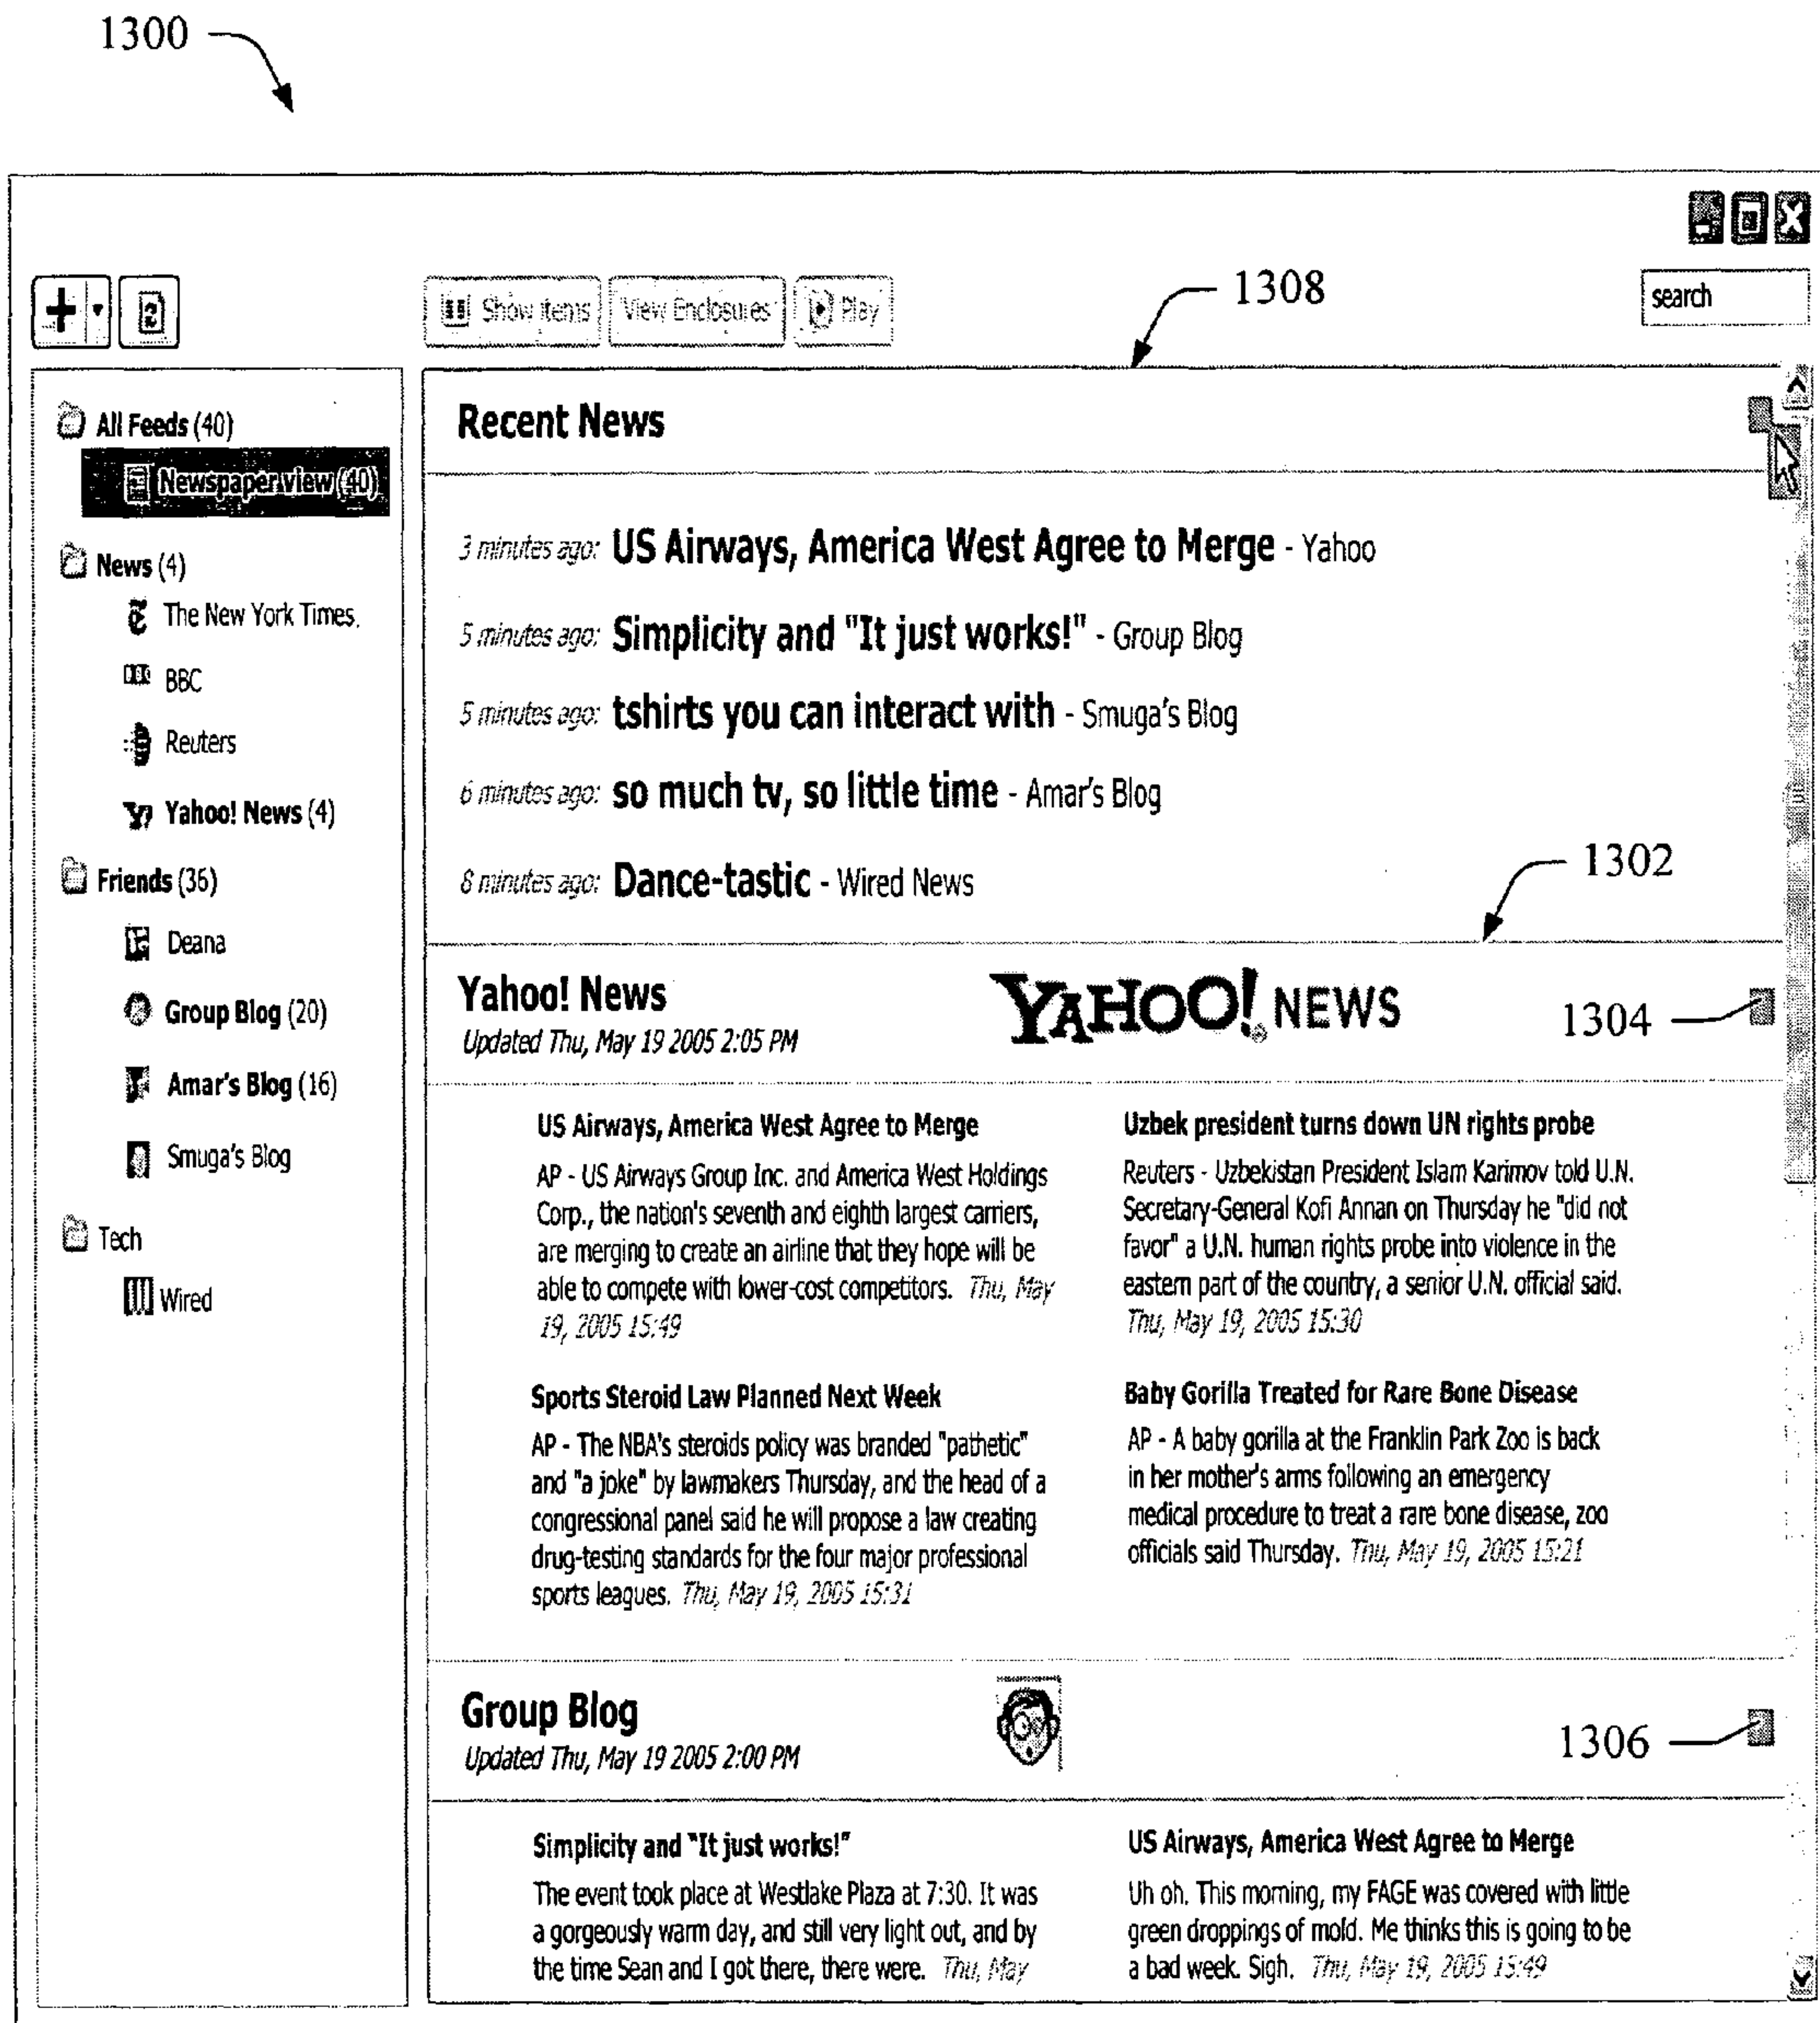 1300
Show items View Enclosures Play
1308
search
All Feeds (40)
Newspaper view (40)
News (4)
The New York Times.
BBC
Reuters
Yahoo! News (4)
Friends (36)
Deana
Group Blog (20)
Amar's Blog (16)
Smuga's Blog
Tech
Wired
Recent News
3 minutes ago: US Airways, America West Agree to Merge - Yahoo
5 minutes ago: Simplicity and "It just works!" - Group Blog
5 minutes ago: tshirts you can interact with - Smuga's Blog
6 minutes ago: so much tv, so little time - Amar's Blog
8 minutes ago: Dance-tastic - Wired News
1302
Yahoo! News
Updated Thu, May 19 2005 2:05 PM
YAHOO! NEWS
1304
US Airways, America West Agree to Merge
AP - US Airways Group Inc. and America West Holdings
Corp., the nation's seventh and eighth largest carriers,
are merging to create an airline that they hope will be
able to compete with lower-cost competitors. Thu, May
19, 2005 15:49
Uzbek president turns down UN rights probe
Reuters - Uzbekistan President Islam Karimov told U.N.
Secretary-General Kofi Annan on Thursday he "did not
favor" a U.N. human rights probe into violence in the
eastern part of the country, a senior U.N. official said.
Thu, May 19, 2005 15:30
Sports Steroid Law Planned Next Week
AP - The NBA's steroids policy was branded "pathetic"
and "a joke" by lawmakers Thursday, and the head of a
congressional panel said he will propose a law creating
drug-testing standards for the four major professional
sports leagues. Thu, May 19, 2005 15:31
Baby Gorilla Treated for Rare Bone Disease
AP - A baby gorilla at the Franklin Park Zoo is back
in her mother's arms following an emergency
medical procedure to treat a rare bone disease, zoo
officials said Thursday. Thu, May 19, 2005 15:21
Group Blog
Updated Thu, May 19 2005 2:00 PM
1306
Simplicity and "It just works!"
The event took place at Westlake Plaza at 7:30. It was
a gorgeously warm day, and still very light out, and by
the time Sean and I got there, there were. Thu, May
US Airways, America West Agree to Merge
Uh oh. This morning, my FAGE was covered with little
green droppings of mold. Me thinks this is going to be
a bad week. Sigh. Thu, May 19, 2005 15:49